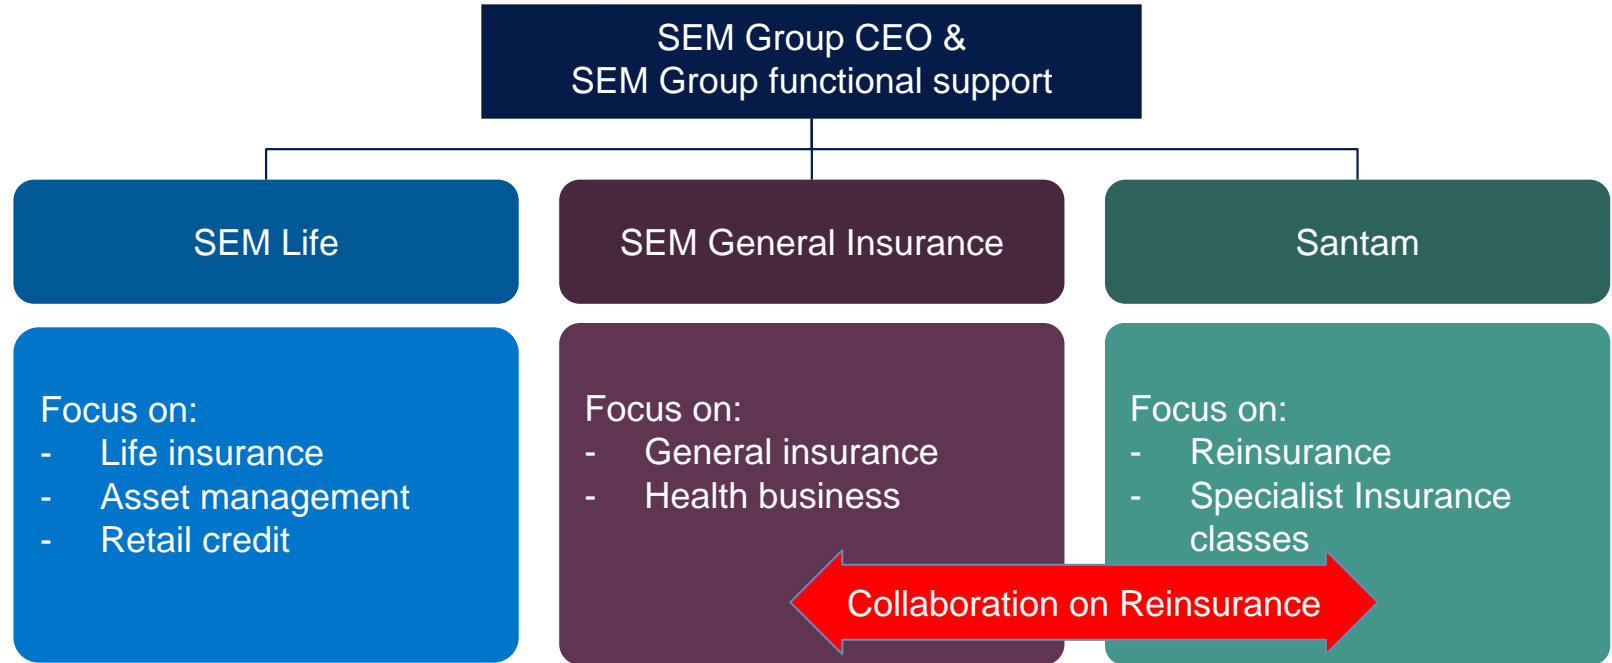 SEM Group CEO &
SEM Group functional support
SEM Life
SEM General Insurance
Santam
Focus on:
- Life insurance
- Asset management
- Retail credit
Focus on:
- General insurance
- Health business
Focus on:
- Reinsurance
- Specialist Insurance
classes
Collaboration on Reinsurance